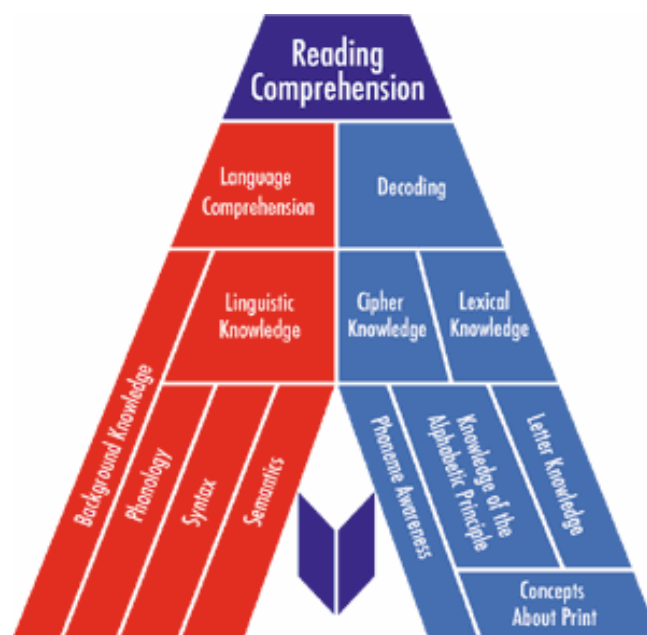 Reading
Comprehension
Language
Comprehension
Decoding
Linguistic
Knowledge
Cipher
Knowledge
Lexical
Knowledge
Background Knowledge
Phonology
Syntax
Semantics
Phoneme Awareness
Knowledge of the
Alphabetic Principle
Letter Knowledge
Concepts
About Print